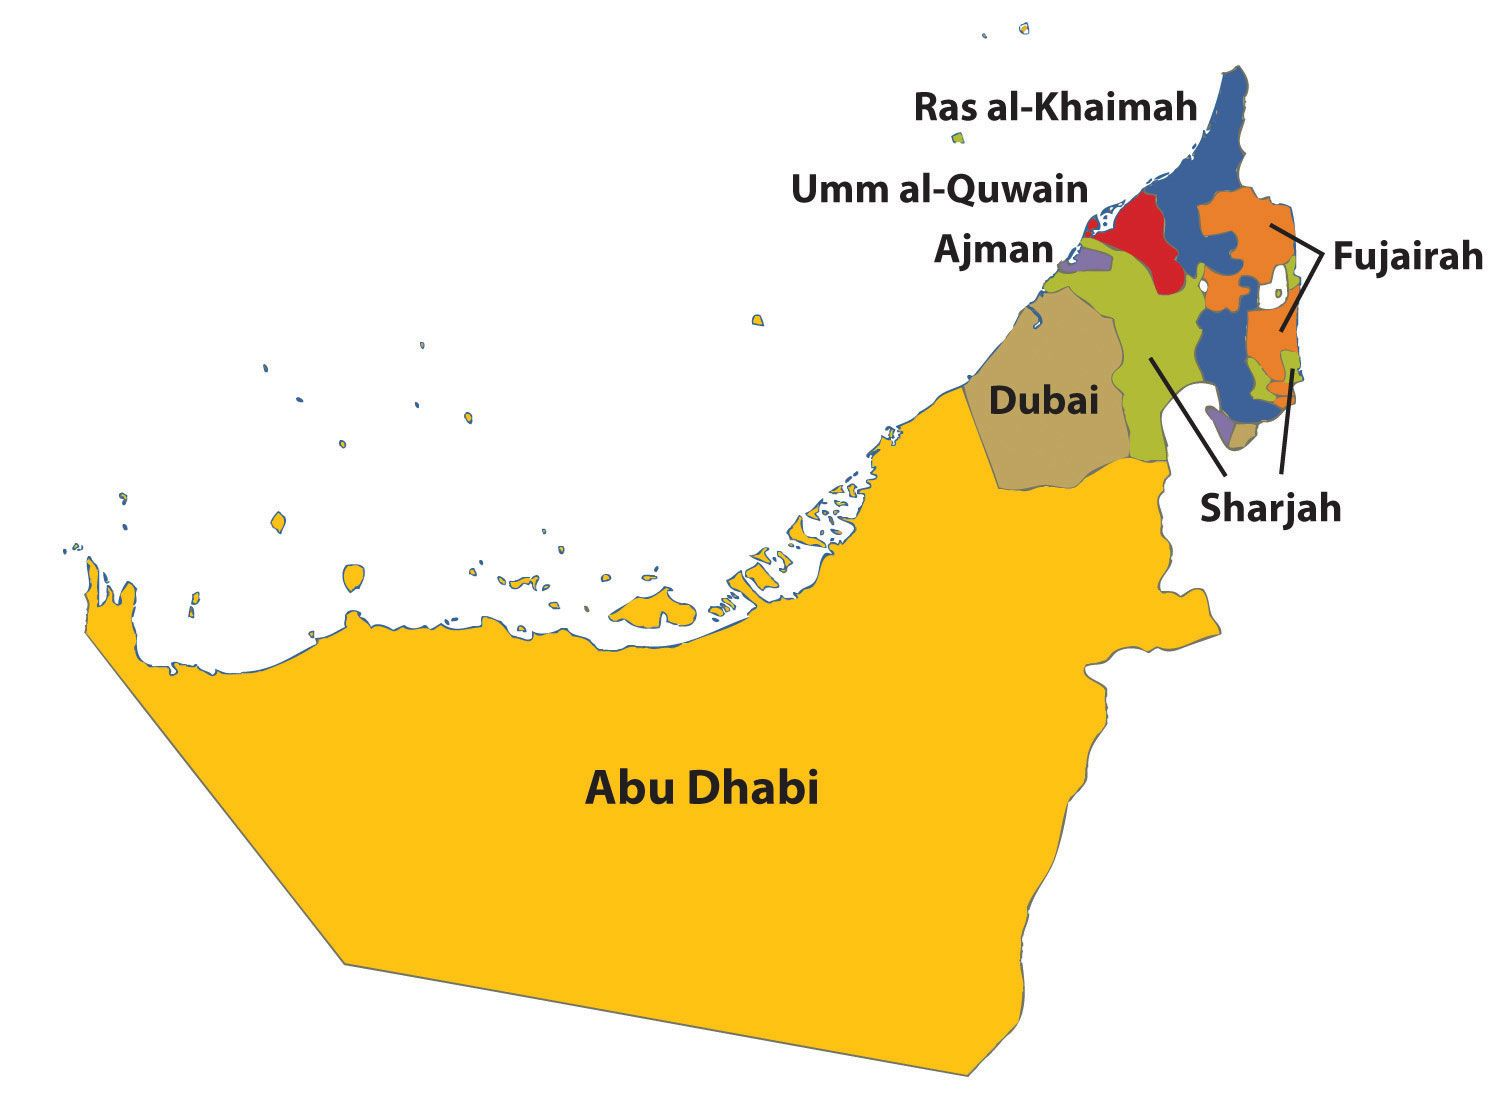 Ras al-Khaimah
Umm al-Quwain
Ajman
Fujairah
Dubai
Sharjah
Abu Dhabi